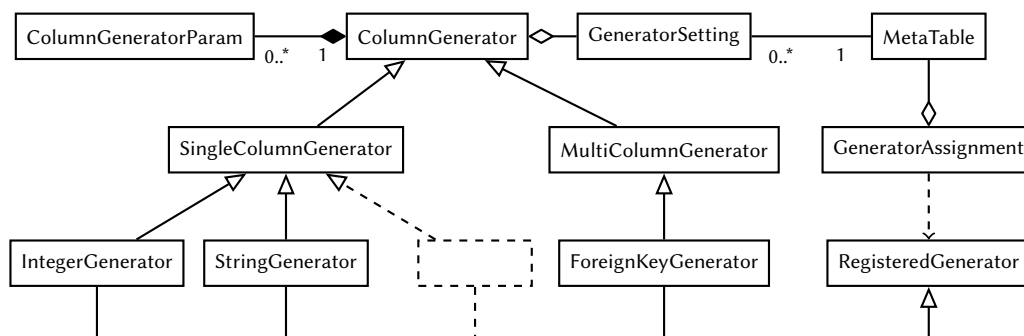 ColumnGeneratorParam
0..*
1
ColumnGenerator
GeneratorSetting
0..*
1
MetaTable
SingleColumnGenerator
MultiColumnGenerator
GeneratorAssignment
IntegerGenerator
StringGenerator
ForeignKeyGenerator
RegisteredGenerator